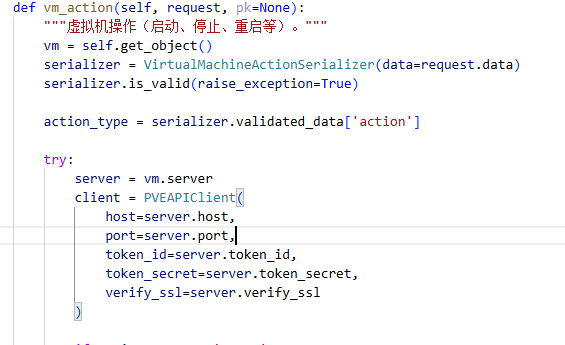 def vm_action(self, request, pk=None):
"""虚拟机操作（启动、停止、重启等）。"""
vm = self.get_object()
serializer = VirtualMachineActionSerializer(data=request.data)
serializer.is_valid(raise_exception=True)
action_type = serializer.validated_data['action']
try:
server = vm.server
client = PVEAPIClient(
host=server.host,
port=server.port,
token_id=server.token_id,
token_secret=server.token_secret,
verify_ssl=server.verify_ssl
)